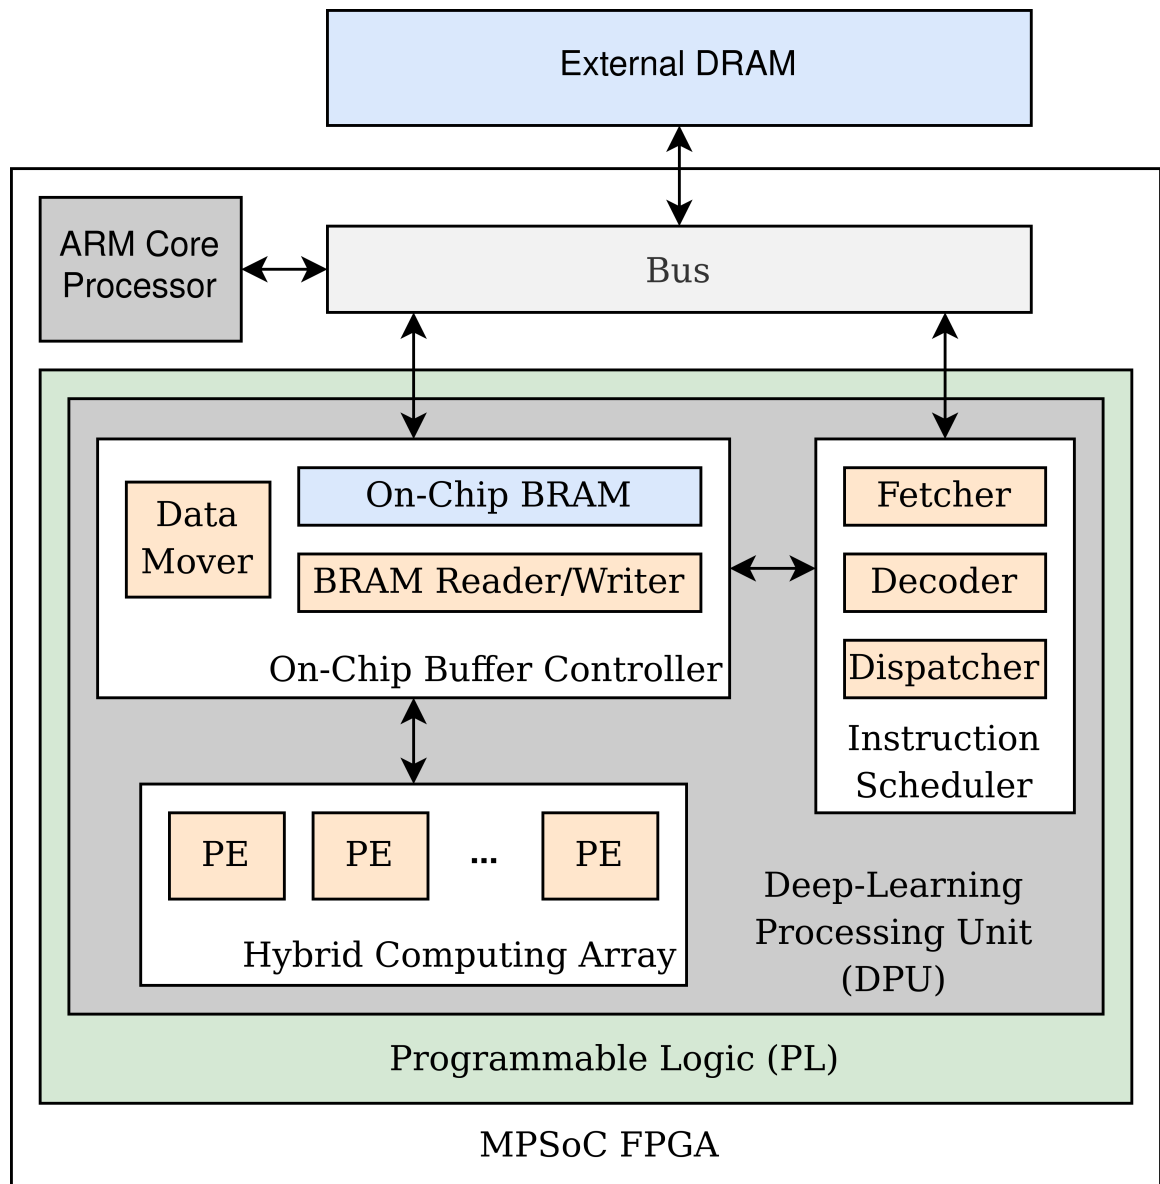 External DRAM
ARM Core
Processor
Bus
Data
Mover
On-Chip BRAM
BRAM Reader/Writer
On-Chip Buffer Controller
Fetcher
Decoder
Dispatcher
Instruction
Scheduler
PE
PE
...
PE
Hybrid Computing Array
Deep-Learning
Processing Unit
(DPU)
Programmable Logic (PL)
MPSoC FPGA